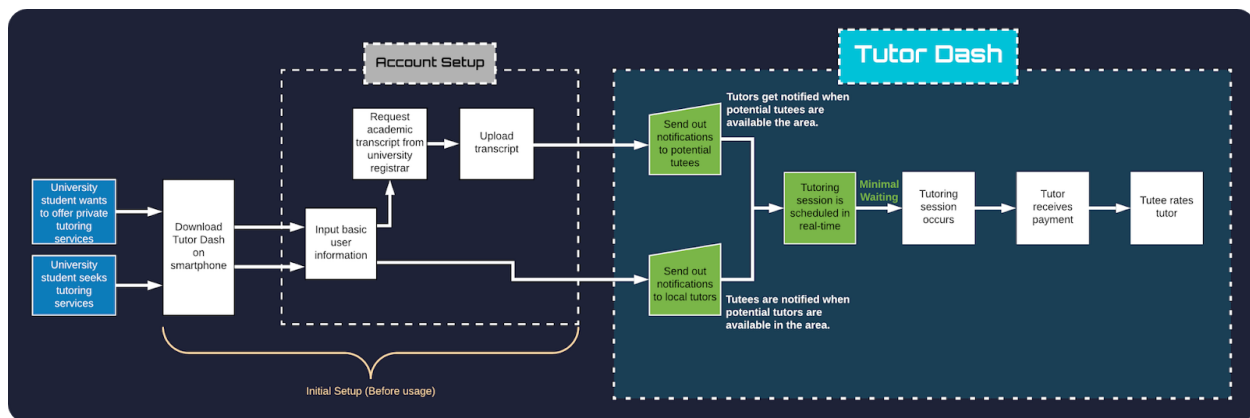 Tutor Dash
Account Setup
University
student wants
to offer private
tutoring
services
University
student seeks
tutoring
services
Download
Tutor Dash
on
smartphone
Input basic
user
information
Request
academic
transcript from
university
registrar
Upload
transcript
Initial Setup (Before usage)
Send out
notifications
to potential
tutees
Tutors get notified when
potential tutees are
available the area.
Send out
notifications
to local tutors
Tutees are notified when
potential tutors are
available in the area.
Tutoring
session is
scheduled in
real-time
Minimal
Waiting
Tutoring
session
occurs
Tutor
receives
payment
Tutee rates
tutor